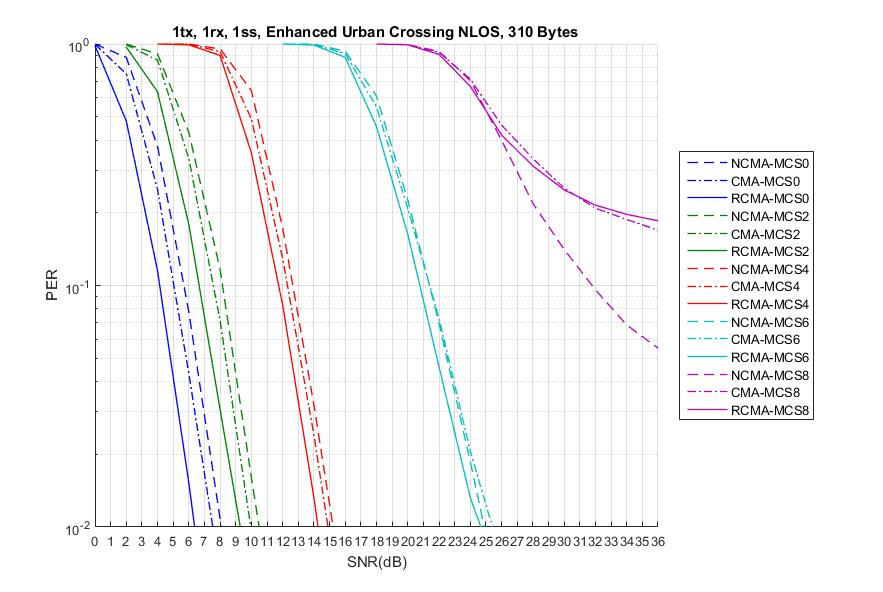 1tx, 1rx, 1ss, Enhanced Urban Crossing NLOS, 310 Bytes
10^0
10^-1
10^-2
PER
0 1 2 3 4 5 6 7 8 9 10 11 12 13 14 15 16 17 18 19 20 21 22 23 24 25 26 27 28 29 30 31 32 33 34 35 36
SNR(dB)
NCMA-MCS0
CMA-MCS0
RCMA-MCS0
NCMA-MCS2
CMA-MCS2
RCMA-MCS2
NCMA-MCS4
CMA-MCS4
RCMA-MCS4
NCMA-MCS6
CMA-MCS6
RCMA-MCS6
NCMA-MCS8
CMA-MCS8
RCMA-MCS8